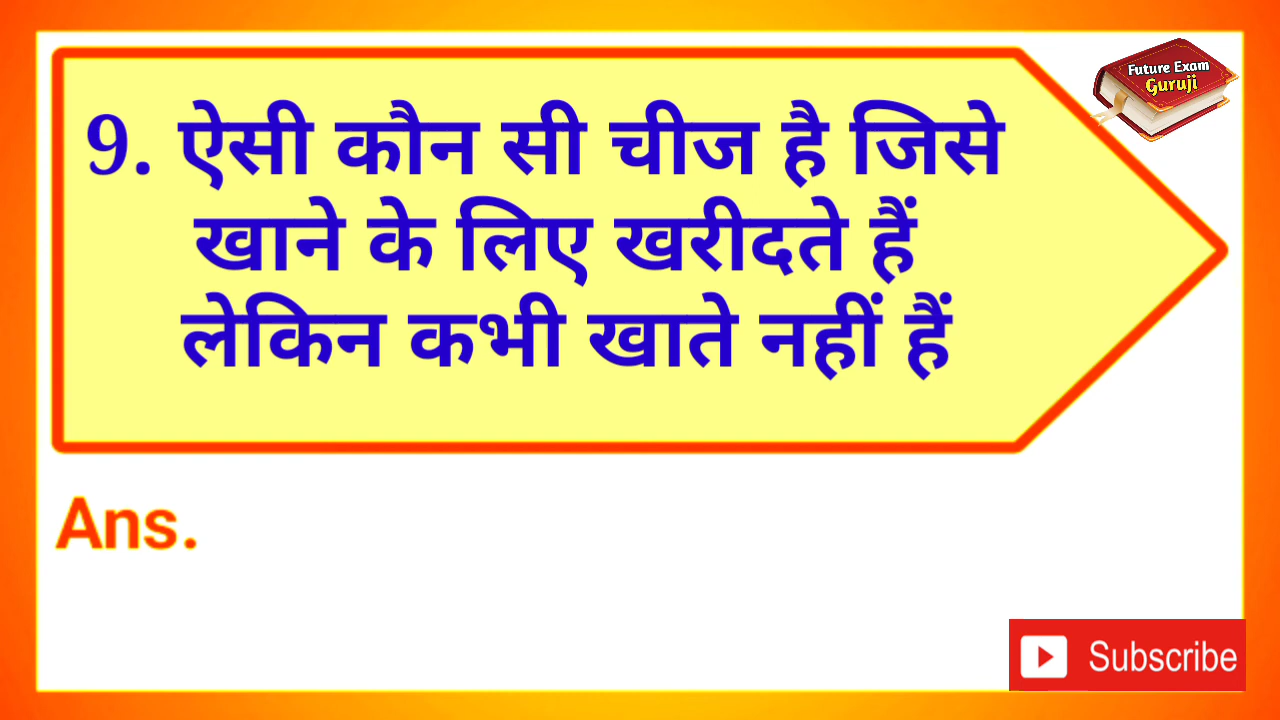 Future Exam
Guruji
9. ऐसी कौन सी चीज है जिसे
खाने के लिए खरीदते हैं
लेकिन कभी खाते नहीं हैं
Ans.
Subscribe